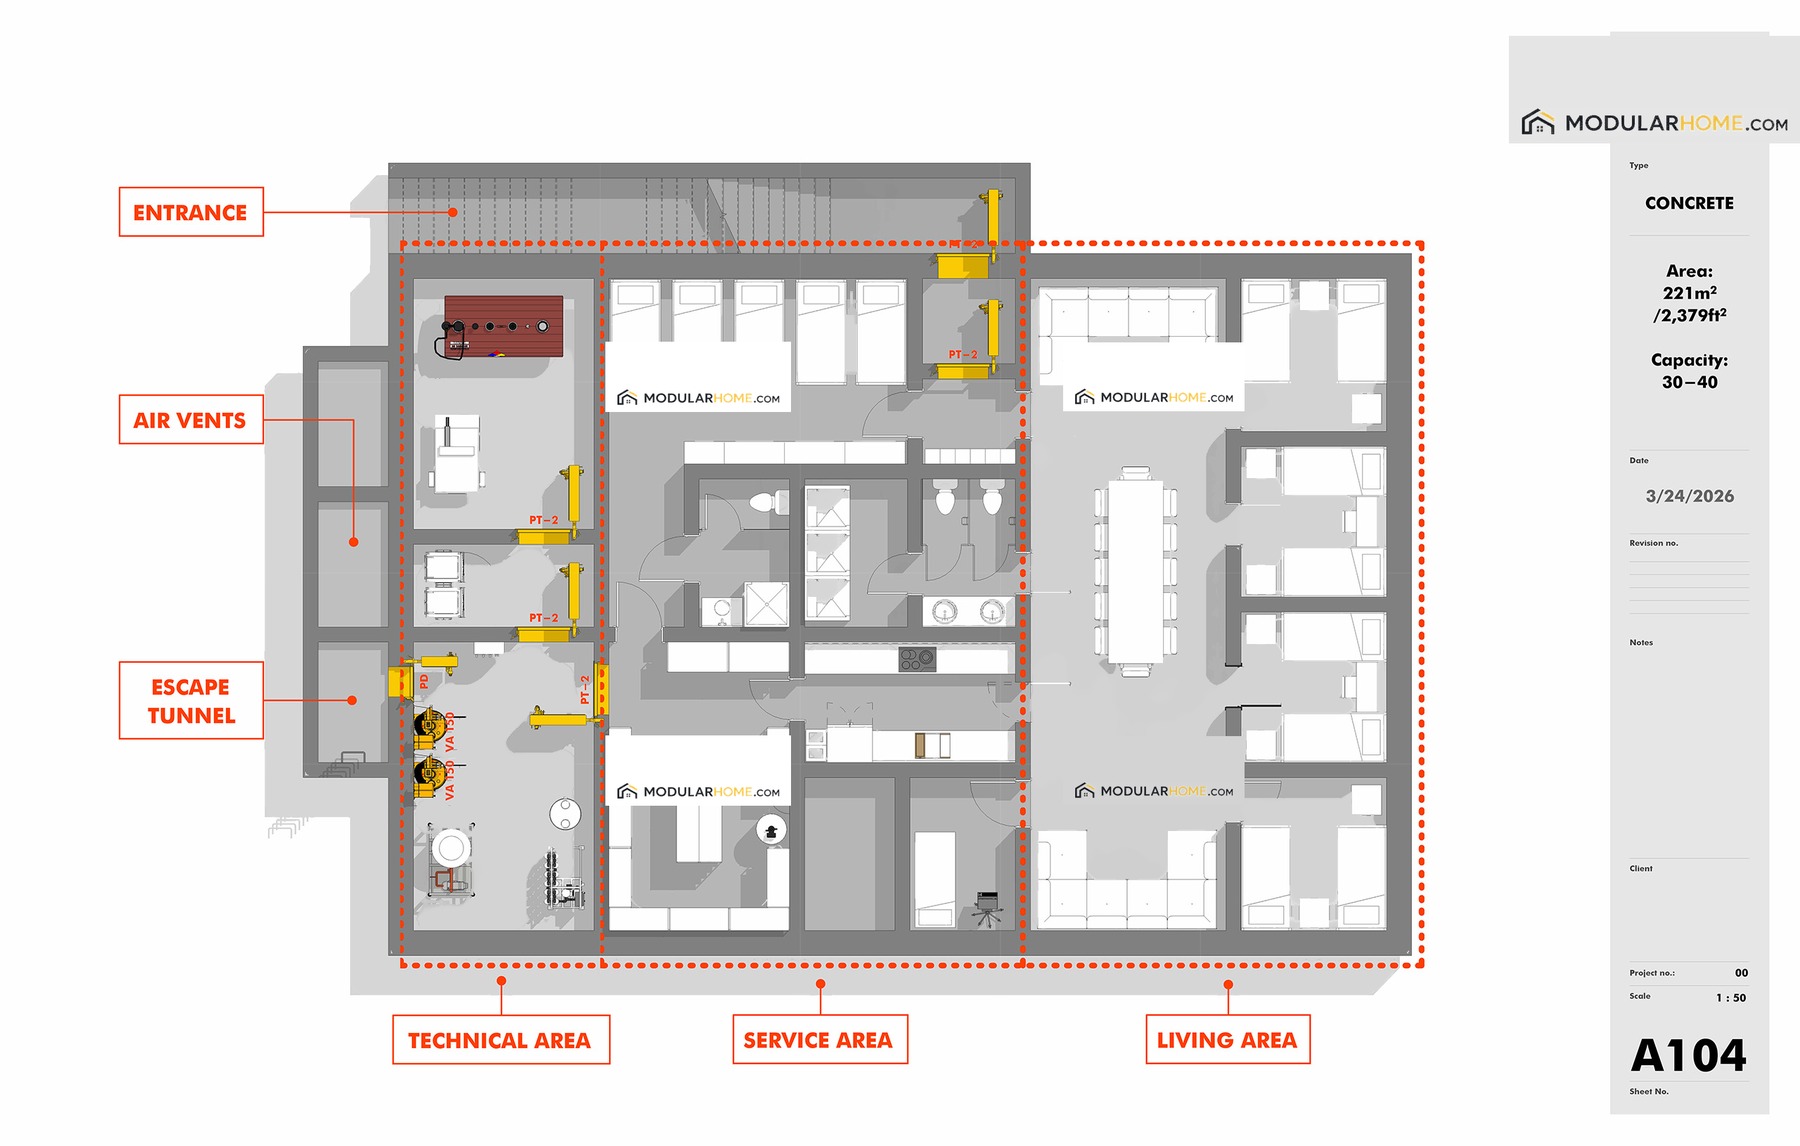 MODULARHOME.COM
Type
CONCRETE
Area:
221m²
/2,379ft²
Capacity:
30–40
Date
3/24/2026
Revision no.
Notes
Client
Project no.: 00
Scale 1 : 50
A104
Sheet No.
ENTRANCE
AIR VENTS
ESCAPE
TUNNEL
PT-2
PT-2
PT-2
PT-2
PT-2
PD
VA 150
VA 150
MODULARHOME.COM
MODULARHOME.COM
MODULARHOME.COM
MODULARHOME.COM
TECHNICAL AREA
SERVICE AREA
LIVING AREA